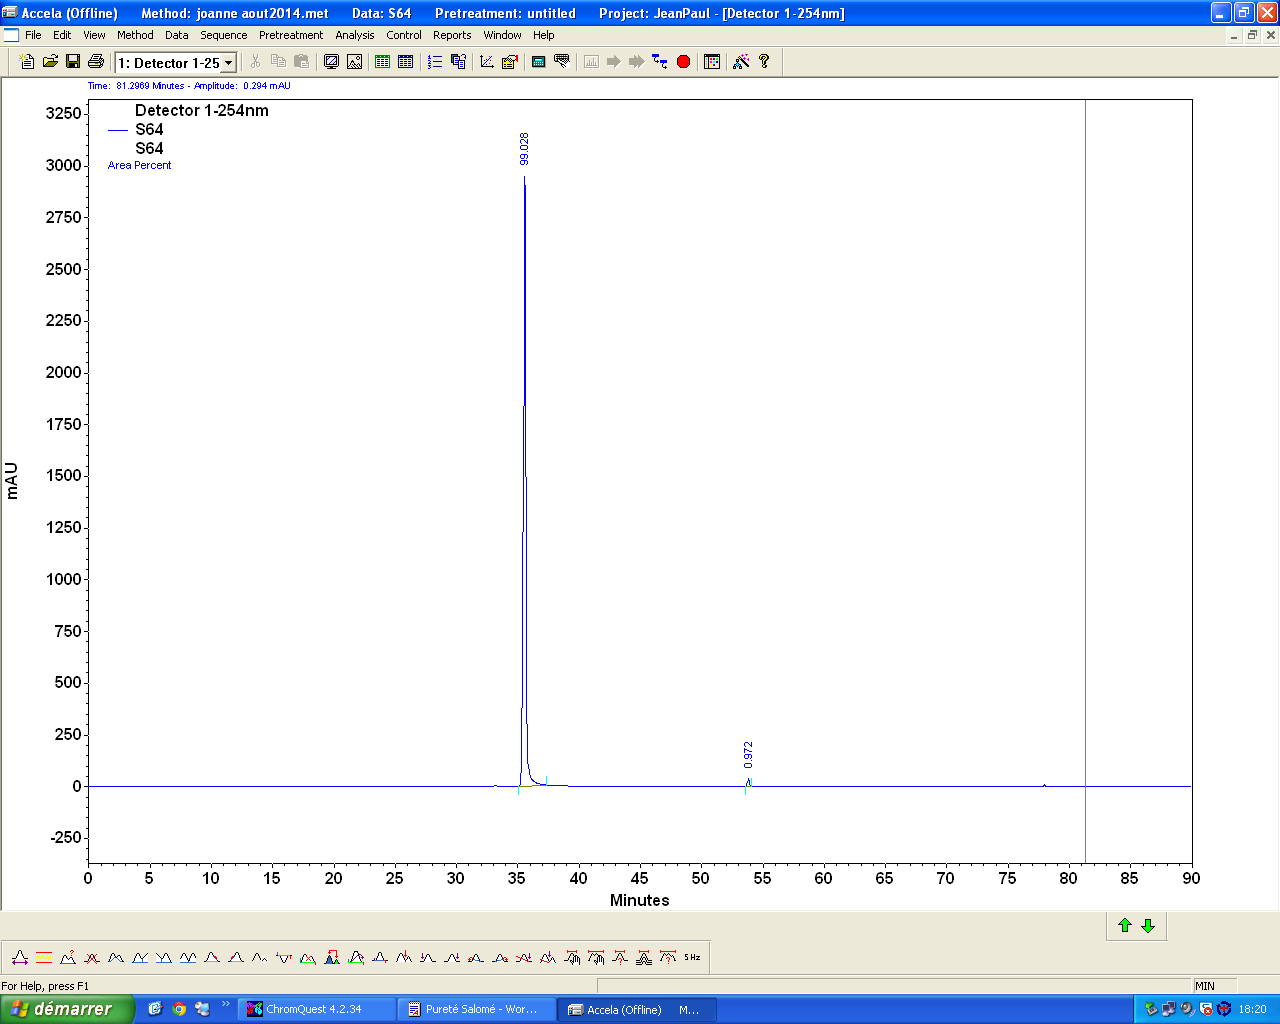 Accela (Offline) Method: joanne aout2014.met Data: S64 Pretreatment: untitled Project: JeanPaul - [Detector 1-254nm]
File Edit View Method Data Sequence Pretreatment Analysis Control Reports Window Help
1: Detector 1-25
Time: 81.2969 Minutes - Amplitude: 0.294 mAU
Detector 1-254nm
S64
S64
Area Percent
99.028
0.972
3250
3000
2750
2500
2250
2000
1750
1500
1250
1000
750
500
250
0
-250
mAU
0 5 10 15 20 25 30 35 40 45 50 55 60 65 70 75 80 85 90
Minutes
5 Hz
For Help, press F1
MIN
démarrer
ChromQuest 4.2.34
Pureté Salomé - Wor...
Accela (Offline) M...
18:20